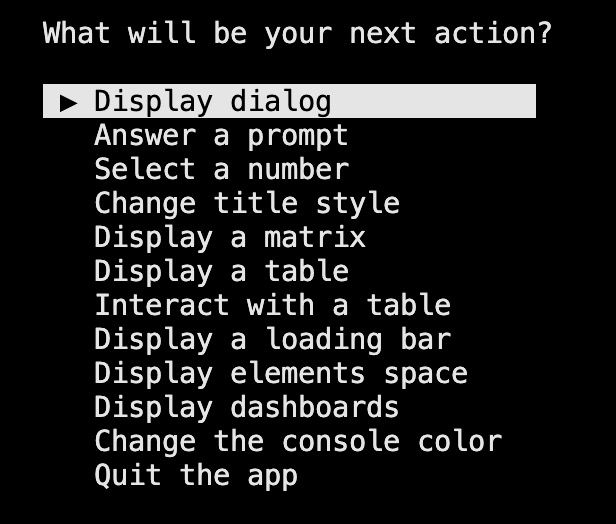 What will be your next action?
▶ Display dialog
Answer a prompt
Select a number
Change title style
Display a matrix
Display a table
Interact with a table
Display a loading bar
Display elements space
Display dashboards
Change the console color
Quit the app